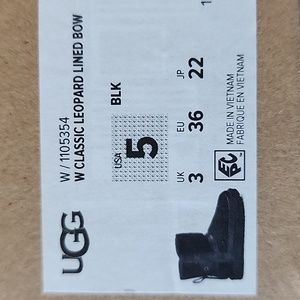 UGG
W / 1105354
W CLASSIC LEOPARD LINED BOW
BLK
USA
5
UK EU JP
3 36 22
MADE IN VIETNAM
FABRIQUE EN VIETNAM